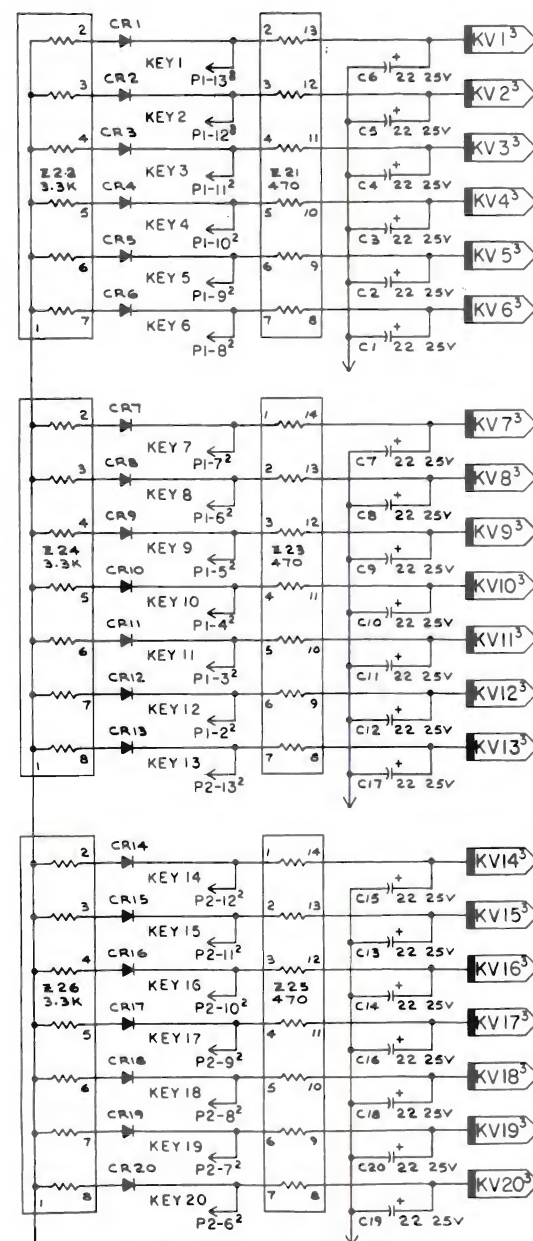 2 CR1 2 13 KV1³
KEY 1
P1-13⁸ C6 + 22 25V
3 CR2 3 12 KV2³
KEY 2
P1-12⁸ C5 + 22 25V
4 CR3 4 11 KV3³
Z22 KEY 3 Z21
3.3K P1-11² 470 C4 + 22 25V
5 CR4 5 10 KV4³
KEY 4
P1-10² C3 + 22 25V
6 CR5 6 9 KV5³
KEY 5
P1-9² C2 + 22 25V
1 7 CR6 7 8 KV6³
KEY 6
P1-8² C1 + 22 25V
2 CR7 1 14 KV7³
KEY 7
P1-7² C7 + 22 25V
3 CR8 2 13 KV8³
KEY 8
P1-6² C8 + 22 25V
4 CR9 3 12 KV9³
Z24 KEY 9 Z23
3.3K P1-5² 470 C9 + 22 25V
5 CR10 4 11 KV10³
KEY 10
P1-4² C10 + 22 25V
6 CR11 5 10 KV11³
KEY 11
P1-3² C11 + 22 25V
7 CR12 6 9 KV12³
KEY 12
P1-2² C12 + 22 25V
1 8 CR13 7 8 KV13³
KEY 13
P2-13² C17 + 22 25V
2 CR14 1 14 KV14³
KEY 14
P2-12² C15 + 22 25V
3 CR15 2 13 KV15³
KEY 15
P2-11² C13 + 22 25V
4 CR16 3 12 KV16³
Z26 KEY 16 Z25
3.3K P2-10² 470 C14 + 22 25V
5 CR17 4 11 KV17³
KEY 17
P2-9² C16 + 22 25V
6 CR18 5 10 KV18³
KEY 18
P2-8² C18 + 22 25V
7 CR19 6 9 KV19³
KEY 19
P2-7² C20 + 22 25V
1 8 CR20 7 8 KV20³
KEY 20
P2-6² C19 + 22 25V